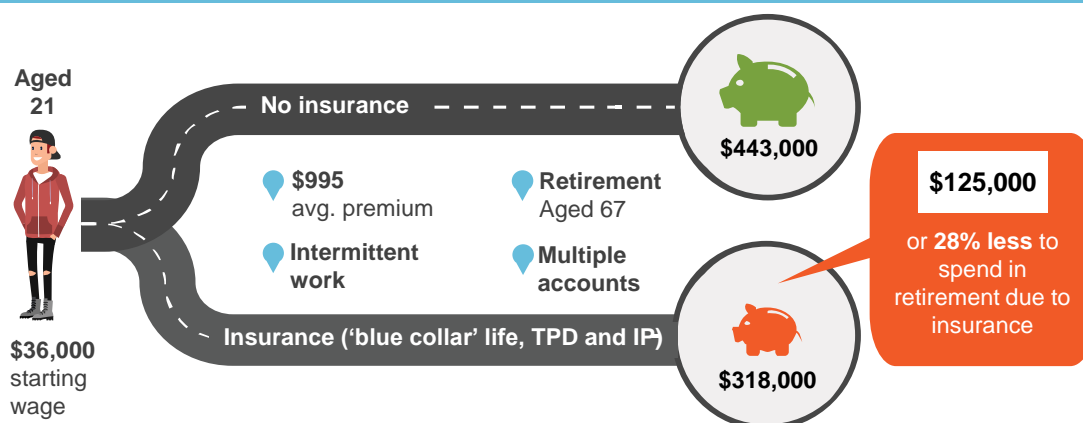 Aged
21
$36,000
starting
wage
No insurance
$443,000
$995
avg. premium
Retirement
Aged 67
Intermittent
work
Multiple
accounts
Insurance (‘blue collar’ life, TPD and IP)
$318,000
$125,000
or 28% less to
spend in
retirement due to
insurance